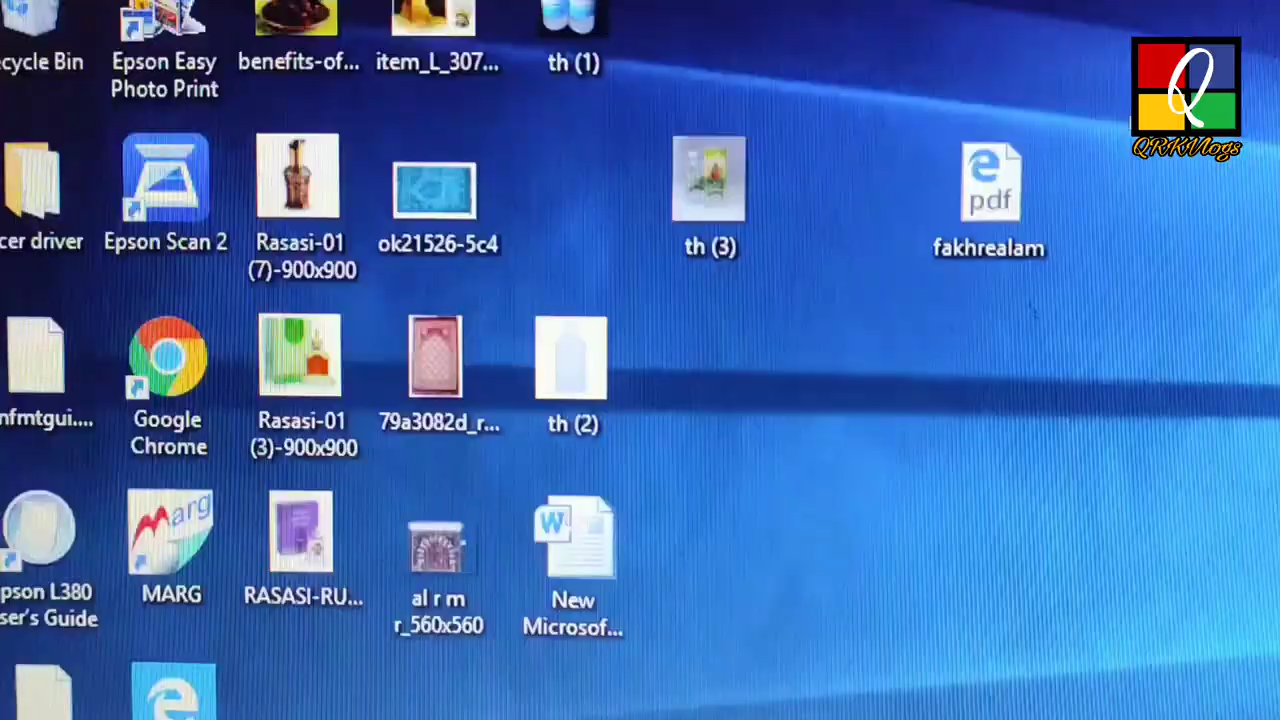 ecycle Bin
Epson Easy
Photo Print
benefits-of...
item_L_307...
th (1)
Q
QRKVlogs
cer driver
Epson Scan 2
Rasasi-01
(7)-900x900
ok21526-5c4
th (3)
pdf
fakhrealam
nfmtgui....
Google
Chrome
Rasasi-01
(3)-900x900
79a3082d_r...
th (2)
pson L380
ser's Guide
arg
MARG
RASASI-RU...
al r m
r_560x560
W
New
Microsof...